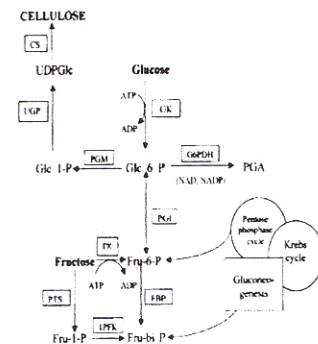 CELLULOSE
CS
UDPGlc
Glucose
UGP
ATP
GK
ADP
Glc 1-P
PGM
Glc 6 P
G6PDH
PGA
(NAD, NADP)
PGI
Pentose
phosphate
cycle
Krebs
cycle
Gluconeo-
genesis
Fructose
FK
Fru-6-P
ATP
ADP
FBP
PTS
Fru-1-P
1PFK
Fru-bs P